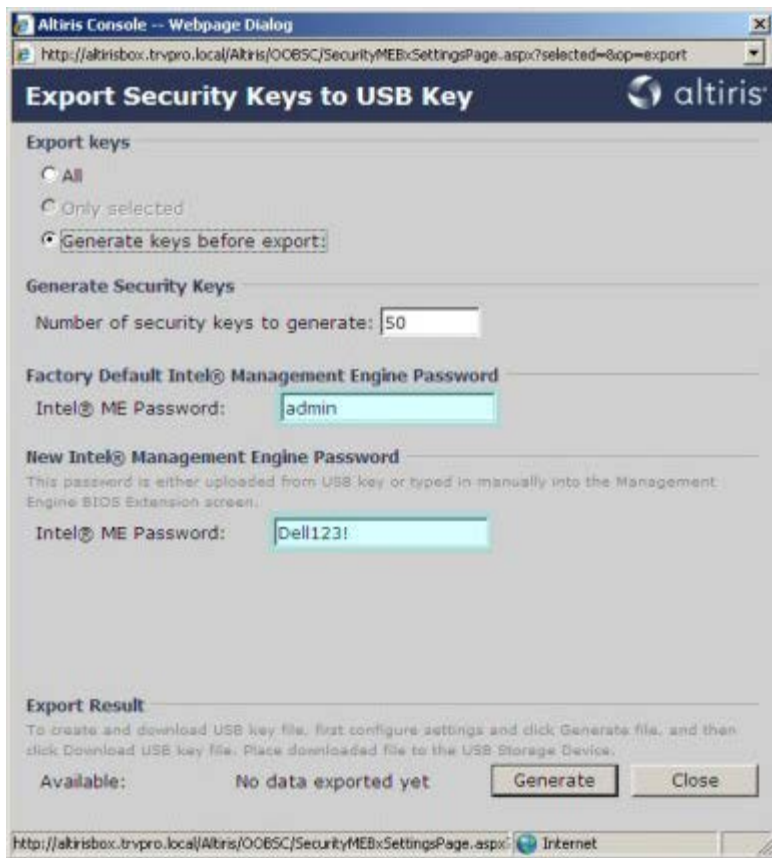 Altiris Console -- Webpage Dialog
http://altirisbox.trvpro.local/Altiris/OOBSC/SecurityMEBxSettingsPage.aspx?selected=&op=export
Export Security Keys to USB Key
altiris
Export keys
All
Only selected
Generate keys before export:
Generate Security Keys
Number of security keys to generate: 50
Factory Default Intel® Management Engine Password
Intel® ME Password: admin
New Intel® Management Engine Password
This password is either uploaded from USB key or typed in manually into the Management
Engine BIOS Extension screen.
Intel® ME Password: Dell123!
Export Result
To create and download USB key file, first configure settings and click Generate file, and then
click Download USB key file. Place downloaded file to the USB Storage Device.
Available: No data exported yet Generate Close
http://altirisbox.trvpro.local/Altiris/OOBSC/SecurityMEBxSettingsPage.aspx? Internet